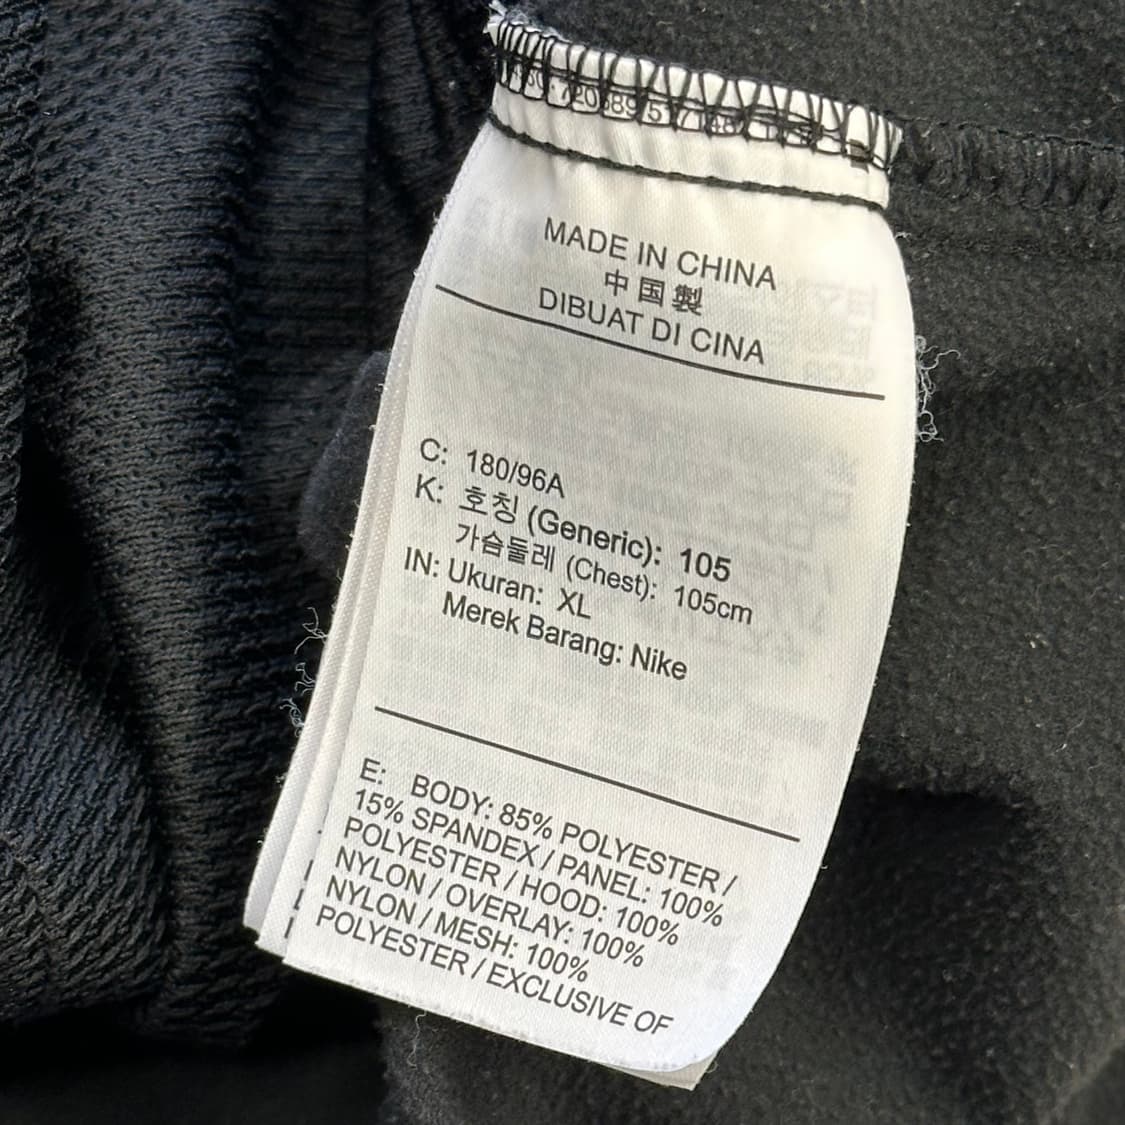 MADE IN CHINA
中国製
DIBUAT DI CINA
C: 180/96A
K: 호칭 (Generic): 105
가슴둘레 (Chest): 105cm
IN: Ukuran: XL
Merek Barang: Nike
E: BODY: 85% POLYESTER /
15% SPANDEX / PANEL: 100%
POLYESTER / HOOD: 100%
NYLON / OVERLAY: 100%
NYLON / MESH: 100%
POLYESTER / EXCLUSIVE OF